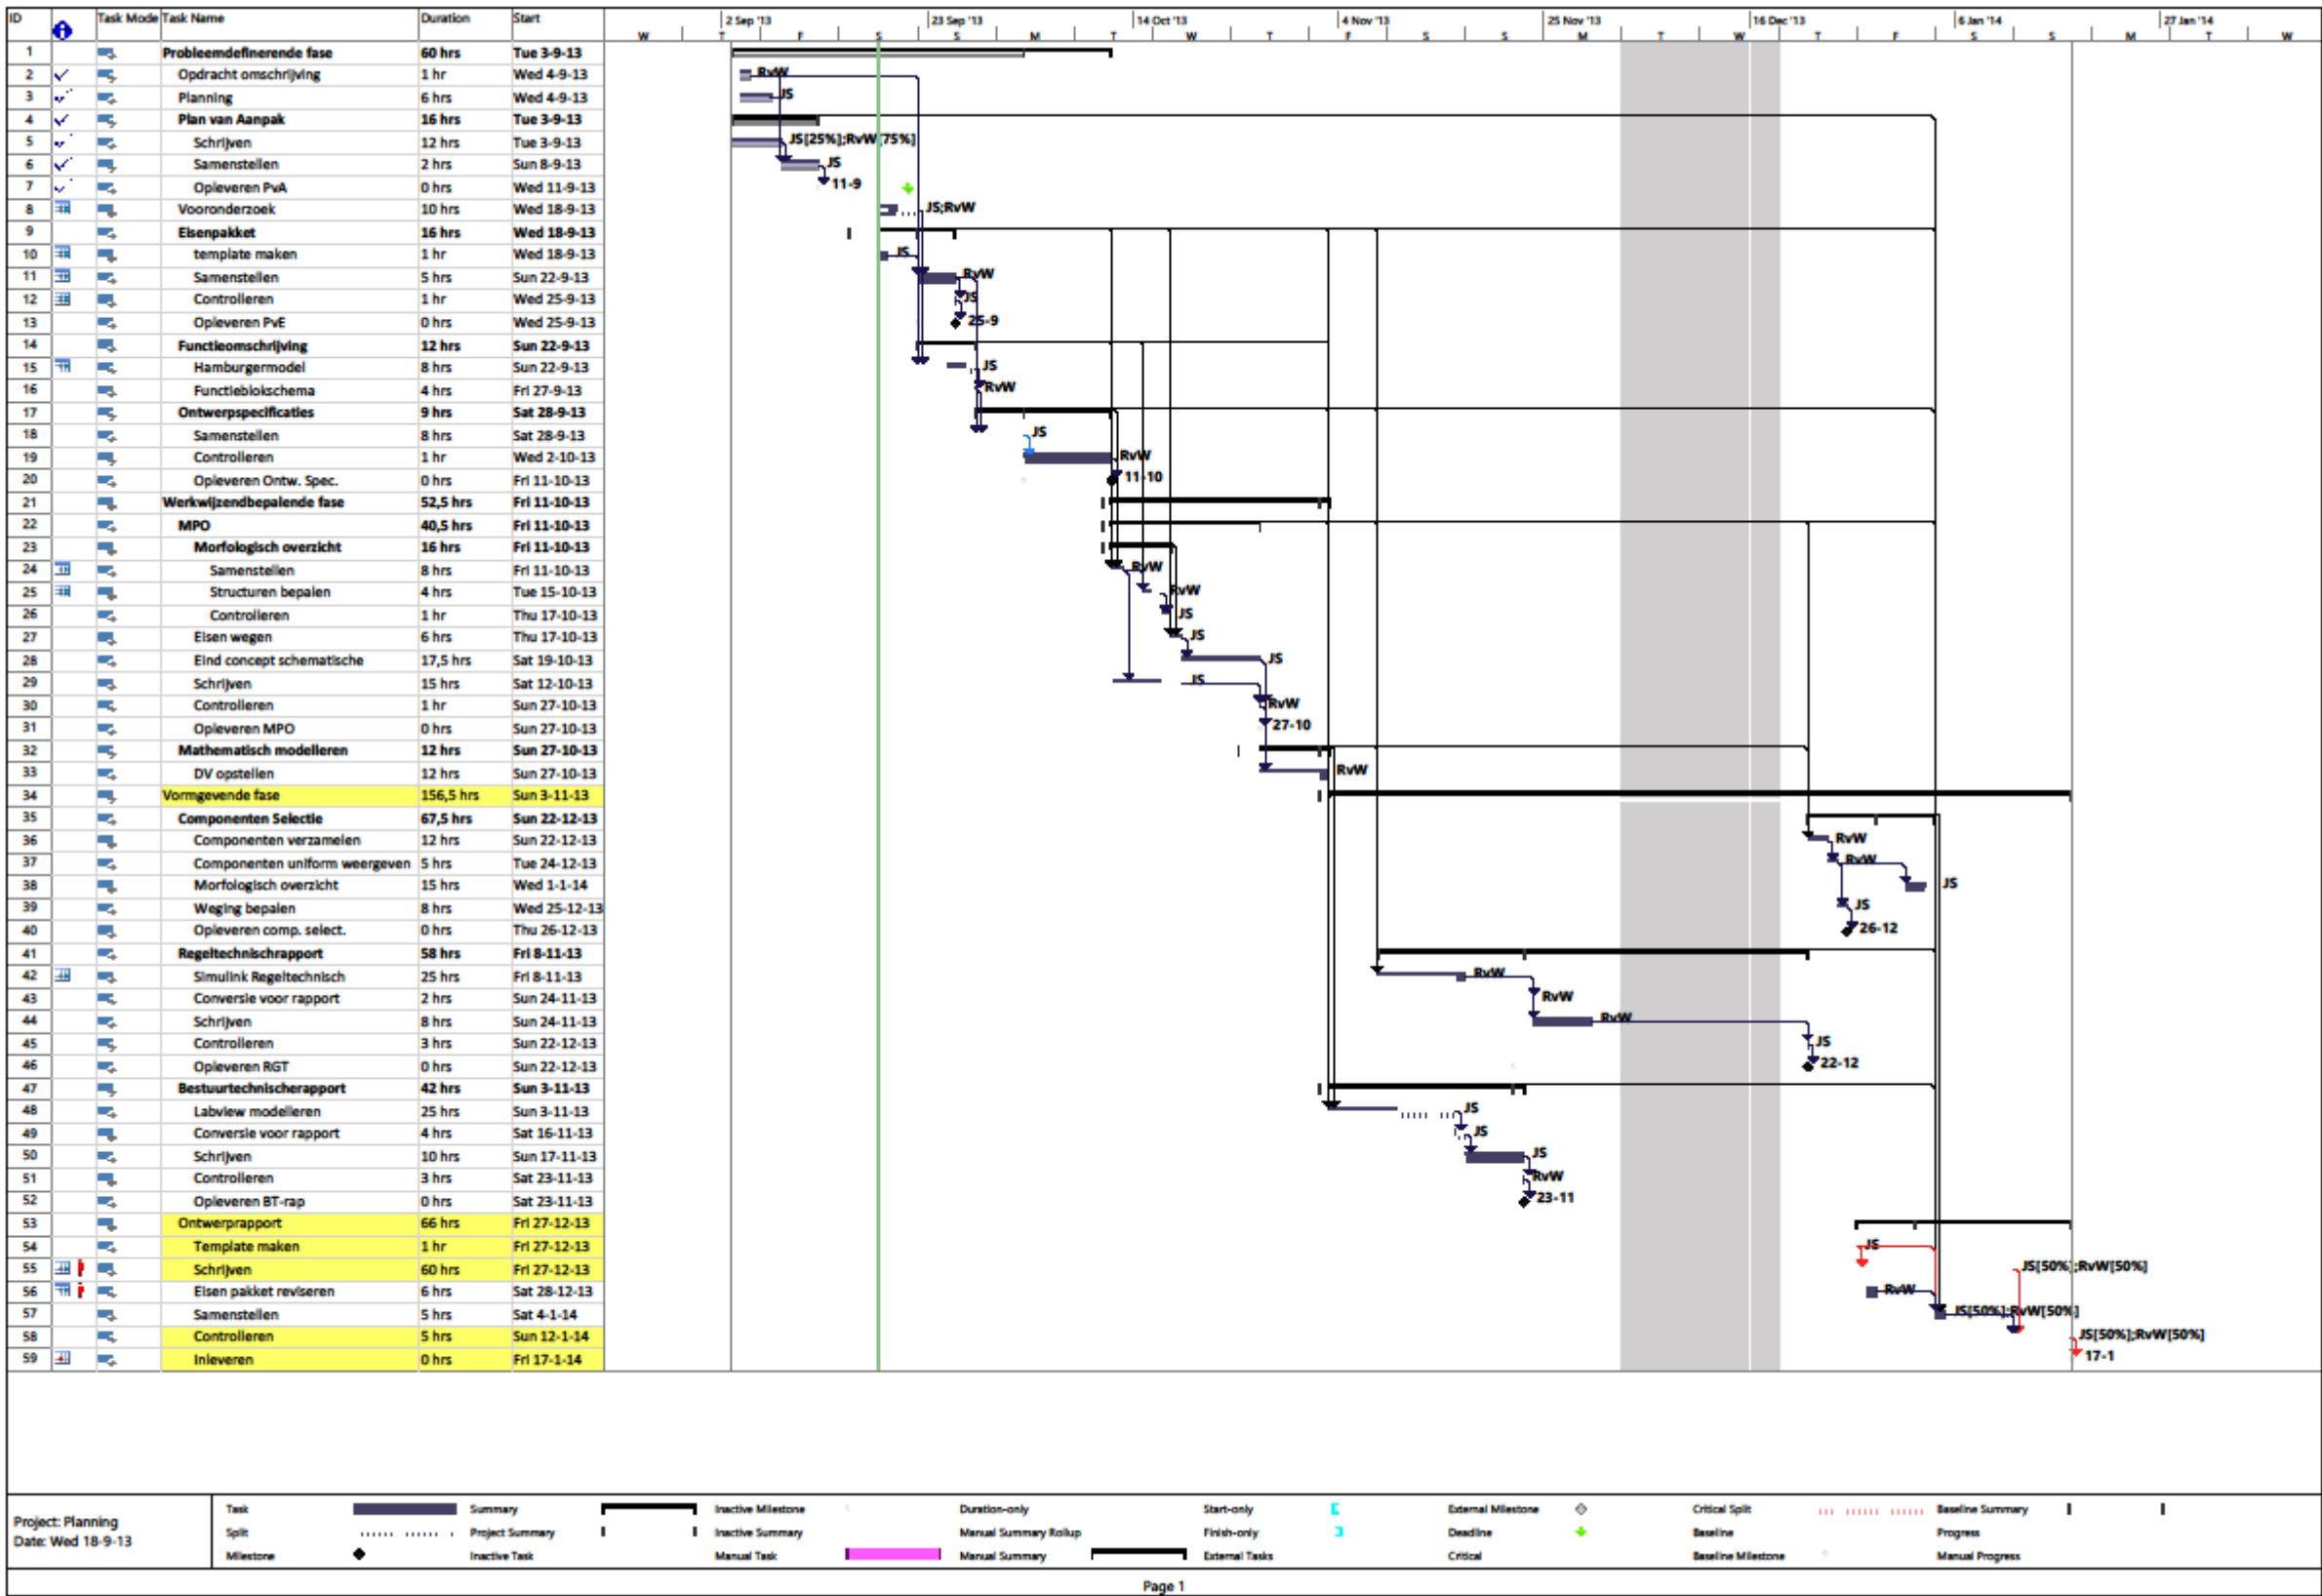 ID Task Mode Task Name Duration Start 2 Sep '13 23 Sep '13 14 Oct '13 4 Nov '13 25 Nov '13 16 Dec '13 6 Jan '14 27 Jan '14
W T F S S M T W T F S S M T W T F S S M T W
1 Probleemdefinerende fase 60 hrs Tue 3-9-13
2 Opdracht omschrijving 1 hr Wed 4-9-13 RvW
3 Planning 6 hrs Wed 4-9-13 JS
4 Plan van Aanpak 16 hrs Tue 3-9-13
5 Schrijven 12 hrs Tue 3-9-13 JS[25%];RvW[75%]
6 Samenstellen 2 hrs Sun 8-9-13 JS
7 Opleveren PvA 0 hrs Wed 11-9-13 11-9
8 Vooronderzoek 10 hrs Wed 18-9-13 JS;RvW
9 Eisenpakket 16 hrs Wed 18-9-13
10 template maken 1 hr Wed 18-9-13 JS
11 Samenstellen 5 hrs Sun 22-9-13 RvW
12 Controlleren 1 hr Wed 25-9-13 JS
13 Opleveren PvE 0 hrs Wed 25-9-13 25-9
14 Functieomschrijving 12 hrs Sun 22-9-13
15 Hamburgermodel 8 hrs Sun 22-9-13 JS
16 Functieblokschema 4 hrs Fri 27-9-13 RvW
17 Ontwerpspecificaties 9 hrs Sat 28-9-13
18 Samenstellen 8 hrs Sat 28-9-13 JS
19 Controlleren 1 hr Wed 2-10-13 RvW
20 Opleveren Ontw. Spec. 0 hrs Fri 11-10-13 11-10
21 Werkwijzendbepalende fase 52,5 hrs Fri 11-10-13
22 MPO 40,5 hrs Fri 11-10-13
23 Morfologisch overzicht 16 hrs Fri 11-10-13
24 Samenstellen 8 hrs Fri 11-10-13 RvW
25 Structuren bepalen 4 hrs Tue 15-10-13 RvW
26 Controlleren 1 hr Thu 17-10-13 JS
27 Eisen wegen 6 hrs Thu 17-10-13 JS
28 Eind concept schematische 17,5 hrs Sat 19-10-13 JS
29 Schrijven 15 hrs Sat 12-10-13 JS
30 Controlleren 1 hr Sun 27-10-13 RvW
31 Opleveren MPO 0 hrs Sun 27-10-13 27-10
32 Mathematisch modelleren 12 hrs Sun 27-10-13
33 DV opstellen 12 hrs Sun 27-10-13 RvW
34 Vormgevende fase 156,5 hrs Sun 3-11-13
35 Componenten Selectie 67,5 hrs Sun 22-12-13
36 Componenten verzamelen 12 hrs Sun 22-12-13 RvW
37 Componenten uniform weergeven 5 hrs Tue 24-12-13 RvW
38 Morfologisch overzicht 15 hrs Wed 1-1-14 JS
39 Weging bepalen 8 hrs Wed 25-12-13 JS
40 Opleveren comp. select. 0 hrs Thu 26-12-13 26-12
41 Regeltechnischrapport 58 hrs Fri 8-11-13
42 Simulink Regeltechnisch 25 hrs Fri 8-11-13 RvW
43 Conversie voor rapport 2 hrs Sun 24-11-13 RvW
44 Schrijven 8 hrs Sun 24-11-13 RvW
45 Controlleren 3 hrs Sun 22-12-13 JS
46 Opleveren RGT 0 hrs Sun 22-12-13 22-12
47 Bestuurtechnischerapport 42 hrs Sun 3-11-13
48 Labview modelleren 25 hrs Sun 3-11-13 JS
49 Conversie voor rapport 4 hrs Sat 16-11-13 JS
50 Schrijven 10 hrs Sun 17-11-13 JS
51 Controlleren 3 hrs Sat 23-11-13 RvW
52 Opleveren BT-rap 0 hrs Sat 23-11-13 23-11
53 Ontwerprapport 66 hrs Fri 27-12-13
54 Template maken 1 hr Fri 27-12-13 JS
55 Schrijven 60 hrs Fri 27-12-13 JS[50%];RvW[50%]
56 Eisen pakket reviseren 6 hrs Sat 28-12-13 RvW
57 Samenstellen 5 hrs Sat 4-1-14 JS[50%];RvW[50%]
58 Controlleren 5 hrs Sun 12-1-14 JS[50%];RvW[50%]
59 Inleveren 0 hrs Fri 17-1-14 17-1
Project: Planning
Date: Wed 18-9-13
Task Summary Inactive Milestone Duration-only Start-only External Milestone Critical Split Baseline Summary
Split Project Summary Inactive Summary Manual Summary Rollup Finish-only Deadline Baseline Progress
Milestone Inactive Task Manual Task Manual Summary External Tasks Critical Baseline Milestone Manual Progress
Page 1